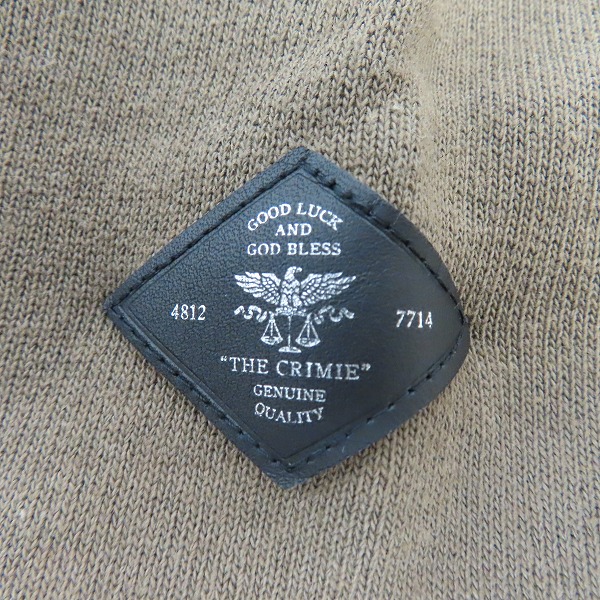 GOOD LUCK
AND
GOD BLESS
4812 7714
"THE CRIMIE"
GENUINE
QUALITY